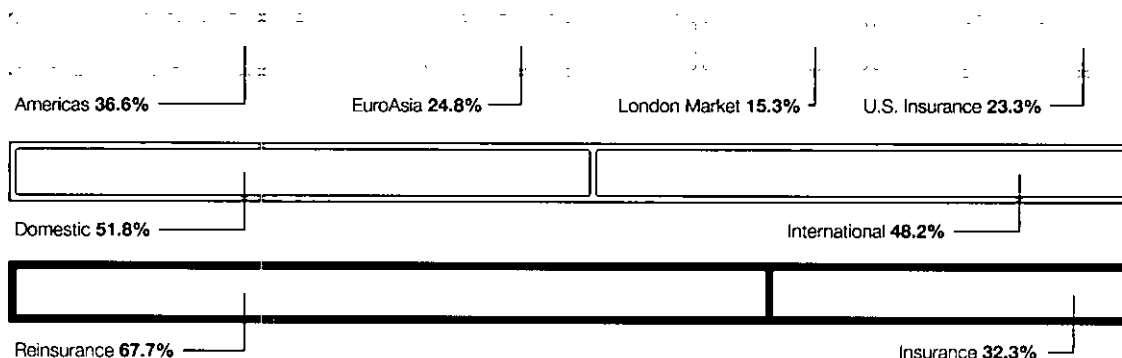 Americas 36.6% EuroAsia 24.8% London Market 15.3% U.S. Insurance 23.3%
Domestic 51.8% International 48.2%
Reinsurance 67.7% Insurance 32.3%